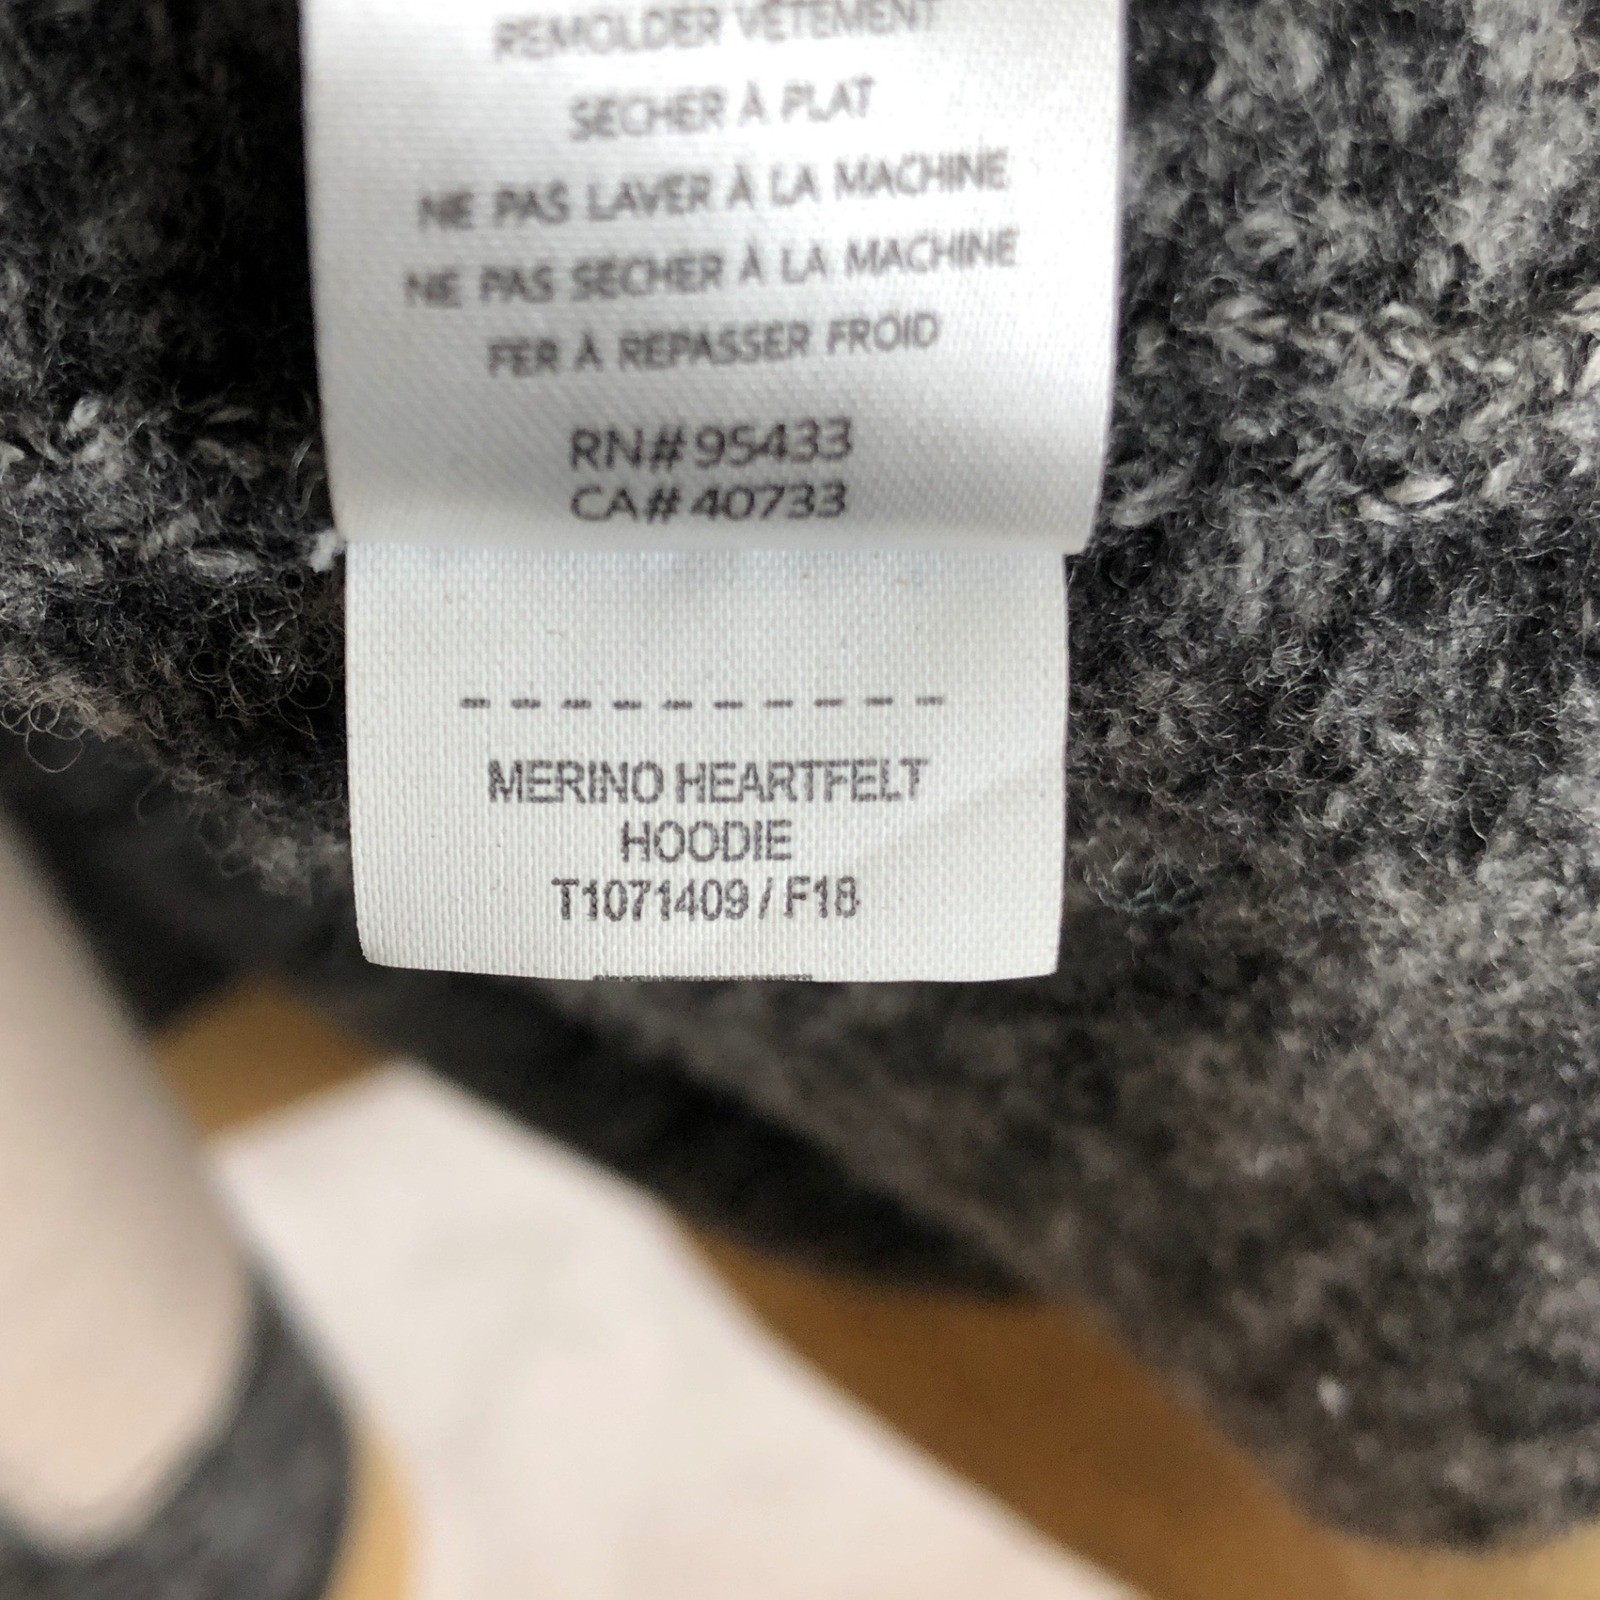 REMOLDER VÊTEMENT
SÉCHER À PLAT
NE PAS LAVER À LA MACHINE
NE PAS SÉCHER À LA MACHINE
FER À REPASSER FROID
RN# 95433
CA# 40733
MERINO HEARTFELT
HOODIE
T1071409 / F18